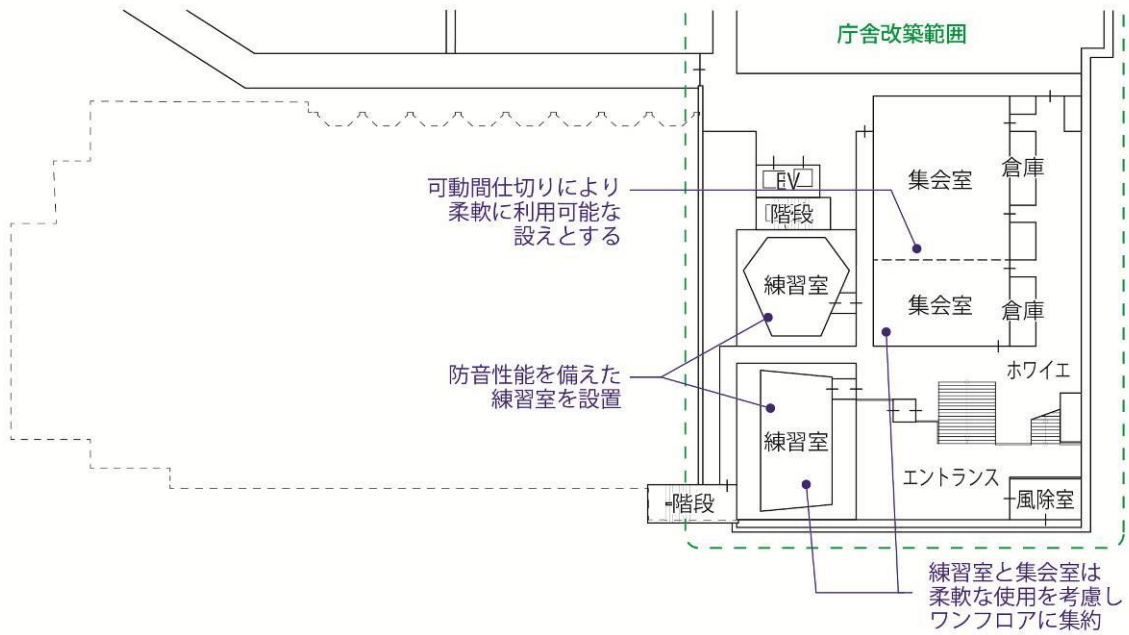 庁舎改築範囲
可動間仕切りにより
柔軟に利用可能な
設えとする
EV
階段
集会室
倉庫
練習室
集会室
倉庫
防音性能を備えた
練習室を設置
ホワイエ
練習室
エントランス
階段
風除室
練習室と集会室は
柔軟な使用を考慮し
ワンフロアに集約